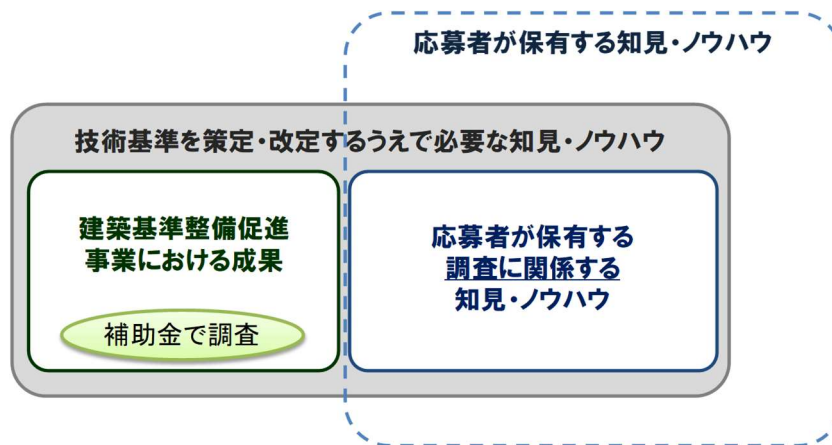 応募者が保有する知見・ノウハウ
技術基準を策定・改定するうえで必要な知見・ノウハウ
建築基準整備促進
事業における成果
補助金で調査
応募者が保有する
調査に関係する
知見・ノウハウ